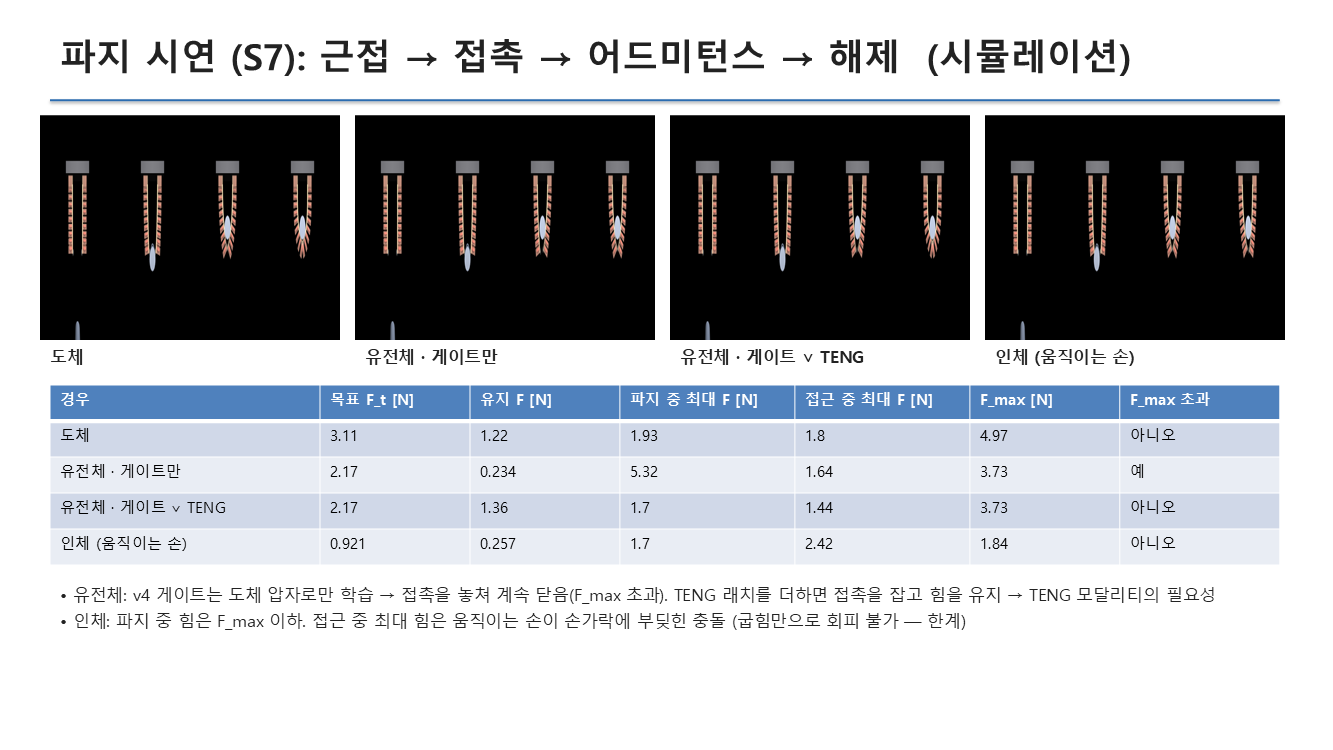 파지 시연 (S7): 근접 → 접촉 → 어드미턴스 → 해제 (시뮬레이션)
도체
유전체 · 게이트만
유전체 · 게이트 ∨ TENG
인체 (움직이는 손)
경우 목표 F_t [N] 유지 F [N] 파지 중 최대 F [N] 접근 중 최대 F [N] F_max [N] F_max 초과
도체 3.11 1.22 1.93 1.8 4.97 아니오
유전체 · 게이트만 2.17 0.234 5.32 1.64 3.73 예
유전체 · 게이트 ∨ TENG 2.17 1.36 1.7 1.44 3.73 아니오
인체 (움직이는 손) 0.921 0.257 1.7 2.42 1.84 아니오
• 유전체: v4 게이트는 도체 압자로만 학습 → 접촉을 놓쳐 계속 닫음(F_max 초과). TENG 래치를 더하면 접촉을 잡고 힘을 유지 → TENG 모달리티의 필요성
• 인체: 파지 중 힘은 F_max 이하. 접근 중 최대 힘은 움직이는 손이 손가락에 부딪힌 충돌 (굽힘만으로 회피 불가 — 한계)